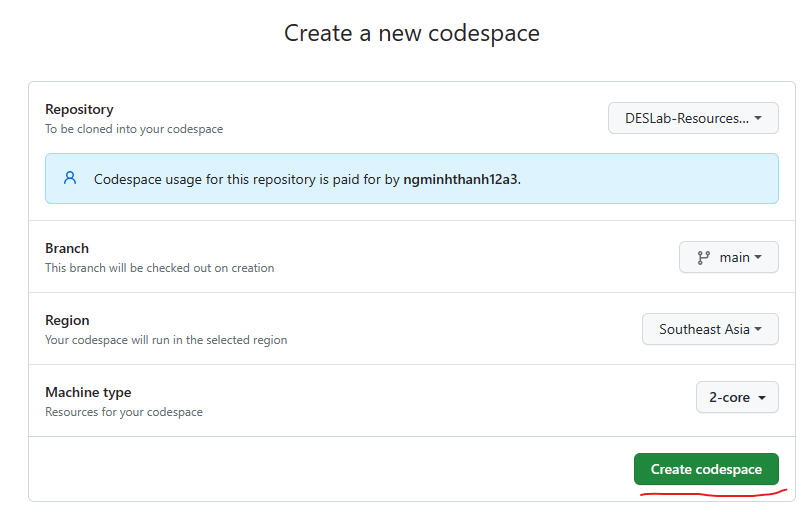 Create a new codespace
Repository
To be cloned into your codespace
DESLab-Resources...
Codespace usage for this repository is paid for by ngminhthanh12a3.
Branch
This branch will be checked out on creation
main
Region
Your codespace will run in the selected region
Southeast Asia
Machine type
Resources for your codespace
2-core
Create codespace